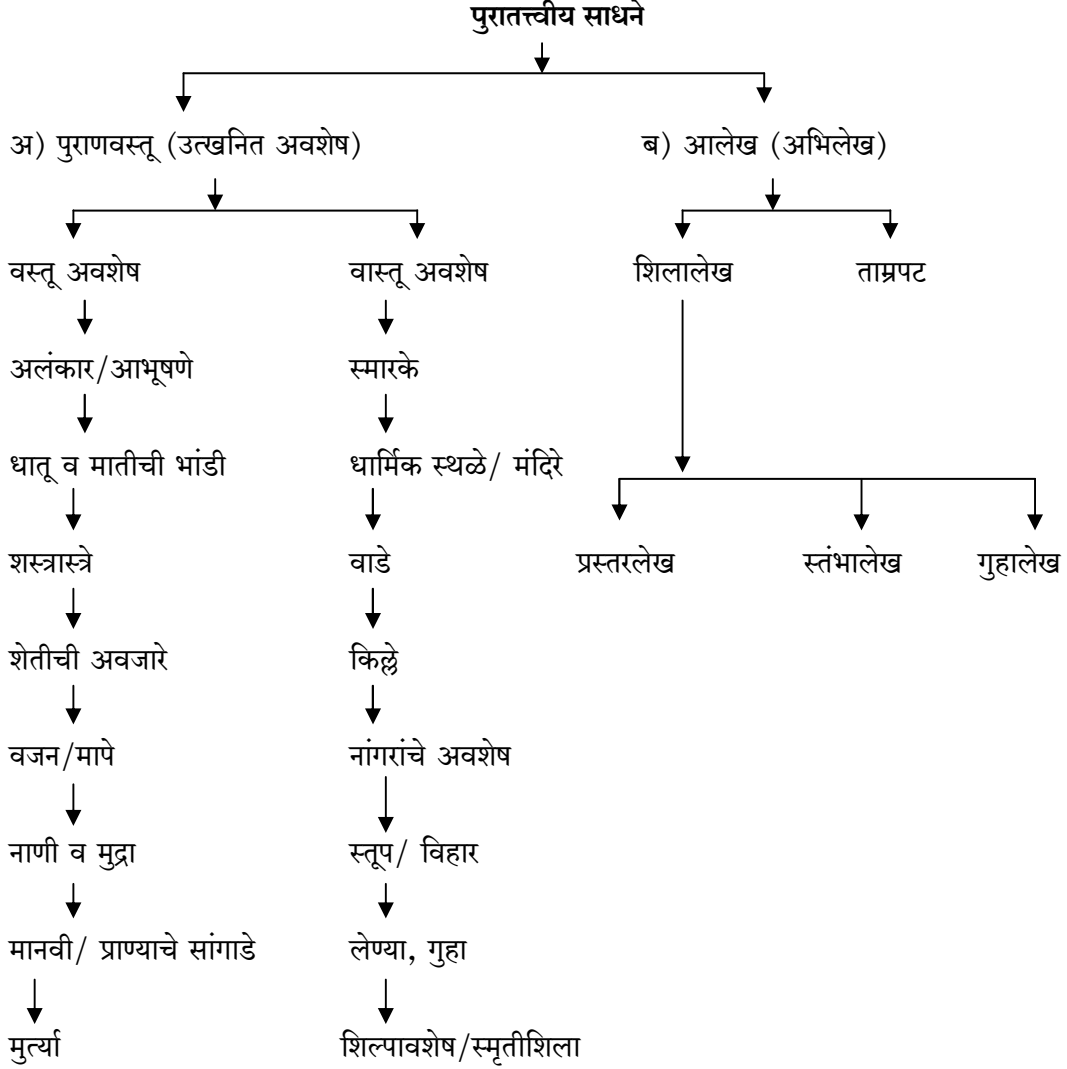 पुरातत्त्वीय साधने
अ) पुराणवस्तू (उत्खनित अवशेष) ब) आलेख (अभिलेख)
वस्तू अवशेष वास्तू अवशेष शिलालेख ताम्रपट
अलंकार/आभूषणे स्मारके
धातू व मातीची भांडी धार्मिक स्थळे/ मंदिरे
शस्त्रास्त्रे वाडे प्रस्तरलेख स्तंभालेख गुहालेख
शेतीची अवजारे किल्ले
वजन/मापे नांगरांचे अवशेष
नाणी व मुद्रा स्तूप/ विहार
मानवी/ प्राण्याचे सांगाडे लेण्या, गुहा
मुर्त्या शिल्पावशेष/स्मृतीशिला